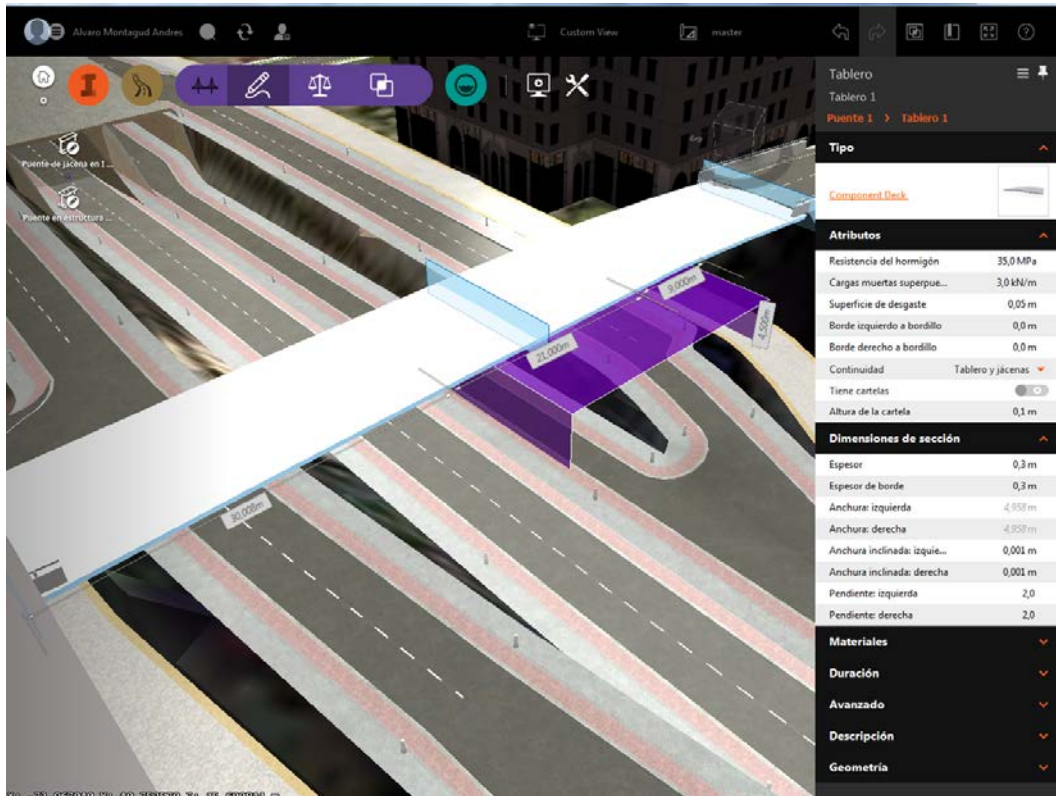 Alvaro Montagud Andres
Custom View
master
Puente de jácena en I ...
Puente en estructura ...
9,000m
4,500m
21,000m
30,008m
Tablero
Tablero 1
Puente 1 > Tablero 1
Tipo
Component Deck
Atributos
Resistencia del hormigón 35,0 MPa
Cargas muertas superpue... 3,0 kN/m
Superficie de desgaste 0,05 m
Borde izquierdo a bordillo 0,0 m
Borde derecho a bordillo 0,0 m
Continuidad Tablero y jácenas
Tiene cartelas
Altura de la cartela 0,1 m
Dimensiones de sección
Espesor 0,3 m
Espesor de borde 0,3 m
Anchura: izquierda 4,958 m
Anchura: derecha 4,958 m
Anchura inclinada: izquie... 0,001 m
Anchura inclinada: derecha 0,001 m
Pendiente: izquierda 2,0
Pendiente: derecha 2,0
Materiales
Duración
Avanzado
Descripción
Geometría